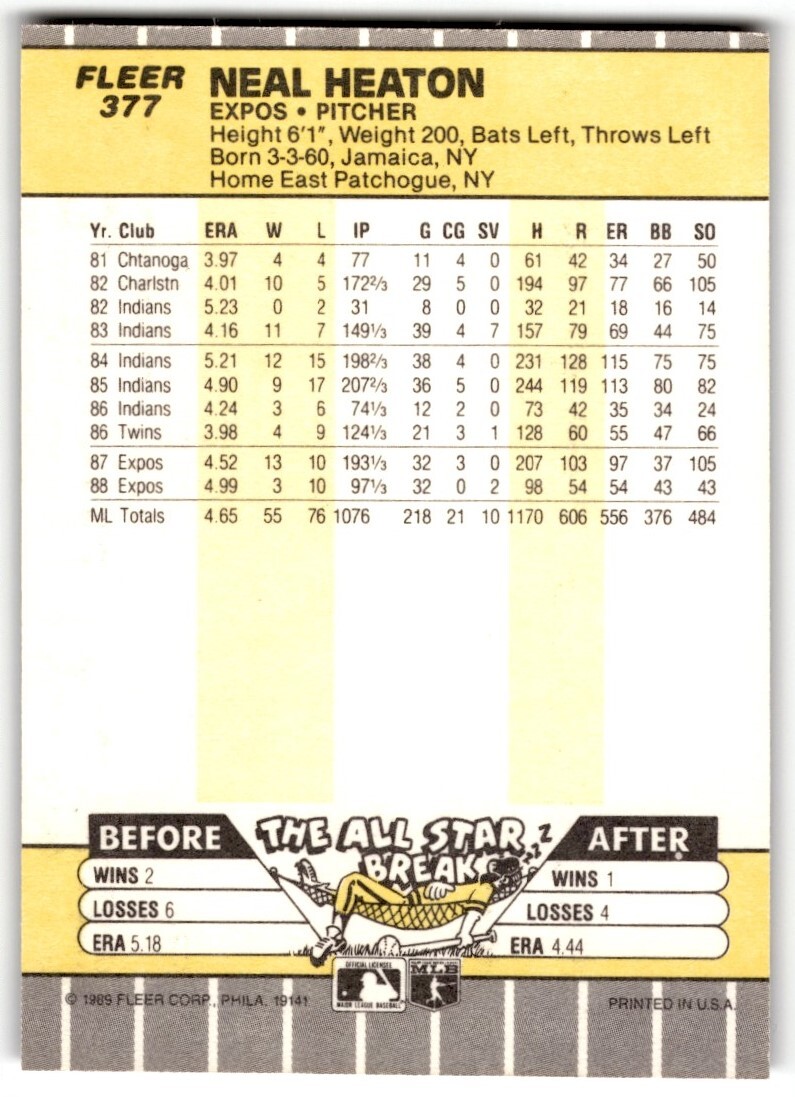 FLEER
377
NEAL HEATON
EXPOS • PITCHER
Height 6'1", Weight 200, Bats Left, Throws Left
Born 3-3-60, Jamaica, NY
Home East Patchogue, NY
Yr. Club ERA W L IP G CG SV H R ER BB SO
81 Chtanoga 3.97 4 4 77 11 4 0 61 42 34 27 50
82 Charlstn 4.01 10 5 172⅔ 29 5 0 194 97 77 66 105
82 Indians 5.23 0 2 31 8 0 0 32 21 18 16 14
83 Indians 4.16 11 7 149⅓ 39 4 7 157 79 69 44 75
84 Indians 5.21 12 15 198⅔ 38 4 0 231 128 115 75 75
85 Indians 4.90 9 17 207⅔ 36 5 0 244 119 113 80 82
86 Indians 4.24 3 6 74⅓ 12 2 0 73 42 35 34 24
86 Twins 3.98 4 9 124⅓ 21 3 1 128 60 55 47 66
87 Expos 4.52 13 10 193⅓ 32 3 0 207 103 97 37 105
88 Expos 4.99 3 10 97⅓ 32 0 2 98 54 54 43 43
ML Totals 4.65 55 76 1076 218 21 10 1170 606 556 376 484
BEFORE THE ALL STAR BREAK ZZZ AFTER
WINS 2 WINS 1
LOSSES 6 LOSSES 4
ERA 5.18 ERA 4.44
OFFICIAL LICENSEE
MAJOR LEAGUE BASEBALL
MLB
© 1989 FLEER CORP., PHILA. 19141 PRINTED IN U.S.A.